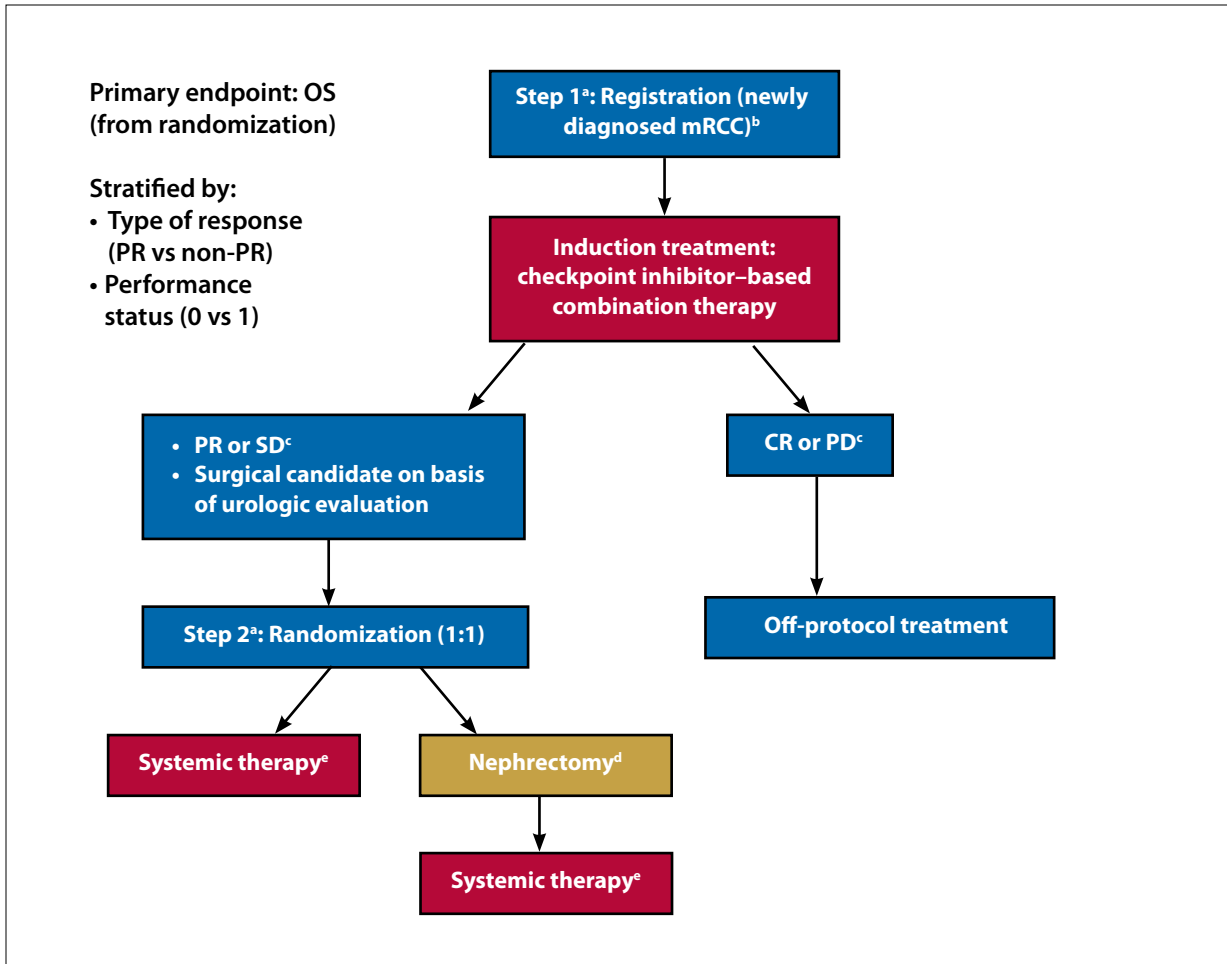 Primary endpoint: OS
(from randomization)
Stratified by:
• Type of response
(PR vs non-PR)
• Performance
status (0 vs 1)
Step 1ᵃ: Registration (newly
diagnosed mRCC)ᵇ
Induction treatment:
checkpoint inhibitor–based
combination therapy
• PR or SDᶜ
• Surgical candidate on basis
of urologic evaluation
CR or PDᶜ
Step 2ᵃ: Randomization (1:1)
Off-protocol treatment
Systemic therapyᵉ
Nephrectomyᵈ
Systemic therapyᵉ